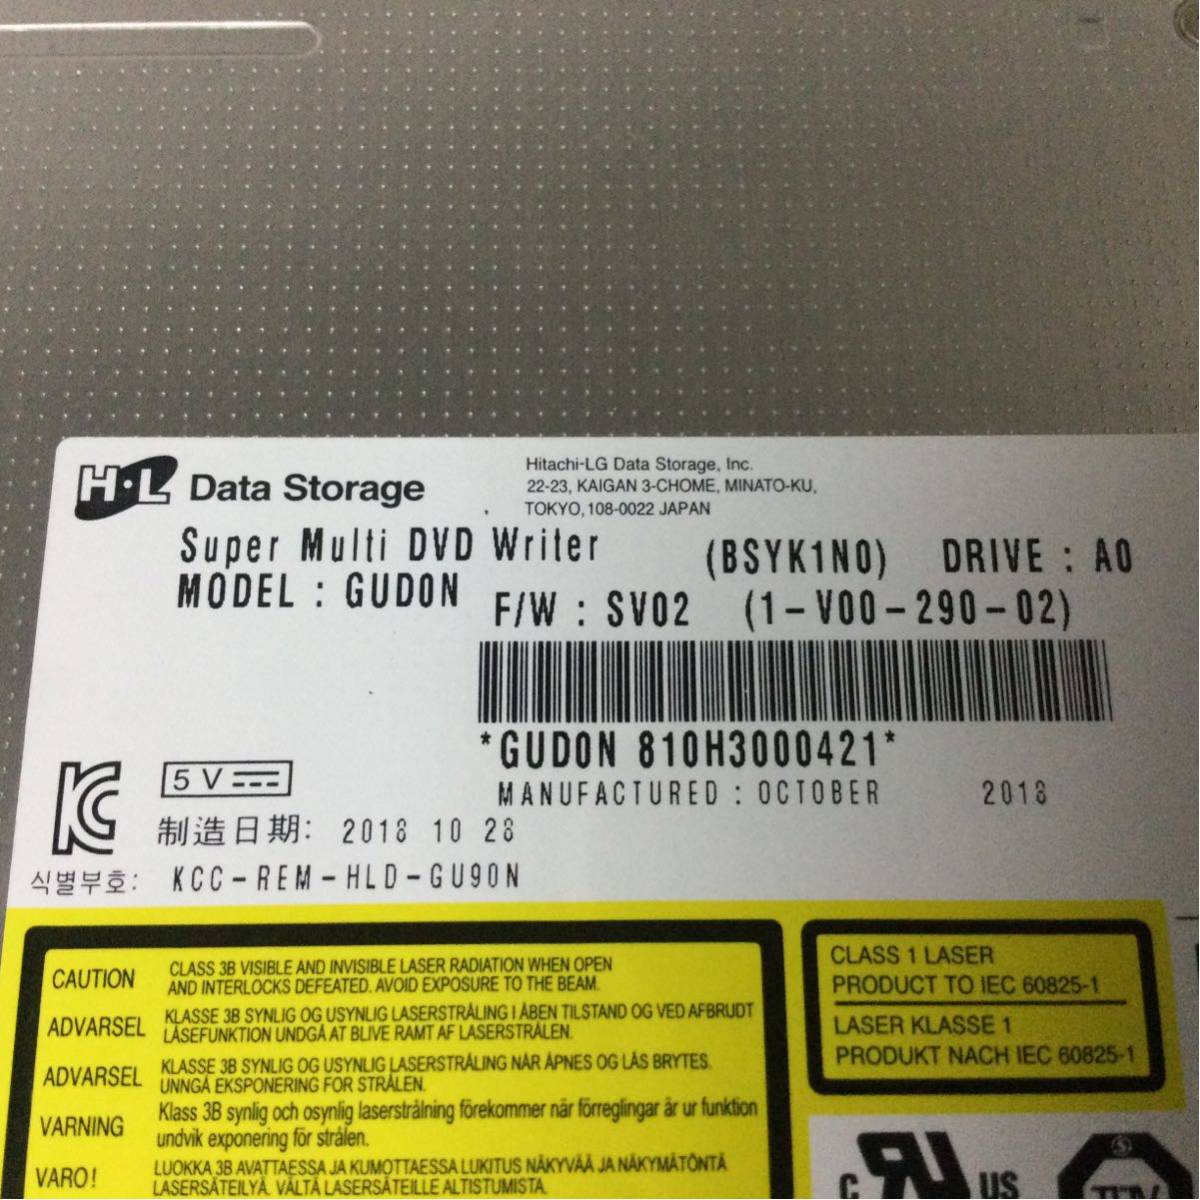 H·L Data Storage
Hitachi-LG Data Storage, Inc.
22-23, KAIGAN 3-CHOME, MINATO-KU,
TOKYO, 108-0022 JAPAN
Super Multi DVD Writer (BSYK1N0) DRIVE : A0
MODEL : GUD0N F/W : SV02 (1-V00-290-02)
*GUD0N 810H3000421*
MANUFACTURED : OCTOBER 2018
5 V
制造日期: 2018 10 28
식별부호: KCC-REM-HLD-GU90N
CAUTION CLASS 3B VISIBLE AND INVISIBLE LASER RADIATION WHEN OPEN
AND INTERLOCKS DEFEATED. AVOID EXPOSURE TO THE BEAM.
ADVARSEL KLASSE 3B SYNLIG OG USYNLIG LASERSTRÅLING I ÅBEN TILSTAND OG VED AFBRUDT
LÅSEFUNKTION UNDGÅ AT BLIVE RAMT AF LASERSTRÅLEN.
ADVARSEL KLASSE 3B SYNLIG OG USYNLIG LASERSTRÅLING NÅR ÅPNES OG LÅS BRYTES.
UNNGÅ EKSPONERING FOR STRÅLEN.
VARNING Klass 3B synlig och osynlig laserstrålning förekommer när förreglingar är ur funktion
undvik exponering för strålen.
VARO! LUOKKA 3B AVATTAESSA JA KUMOTTAESSA LUKITUS NÄKYVÄÄ JA NÄKYMÄTÖNTÄ
LASERSÄTEILYÄ. VÄLTÄ LASERSÄTEILLE ALTISTUMISTA.
CLASS 1 LASER
PRODUCT TO IEC 60825-1
LASER KLASSE 1
PRODUKT NACH IEC 60825-1
c RU US
TÜV